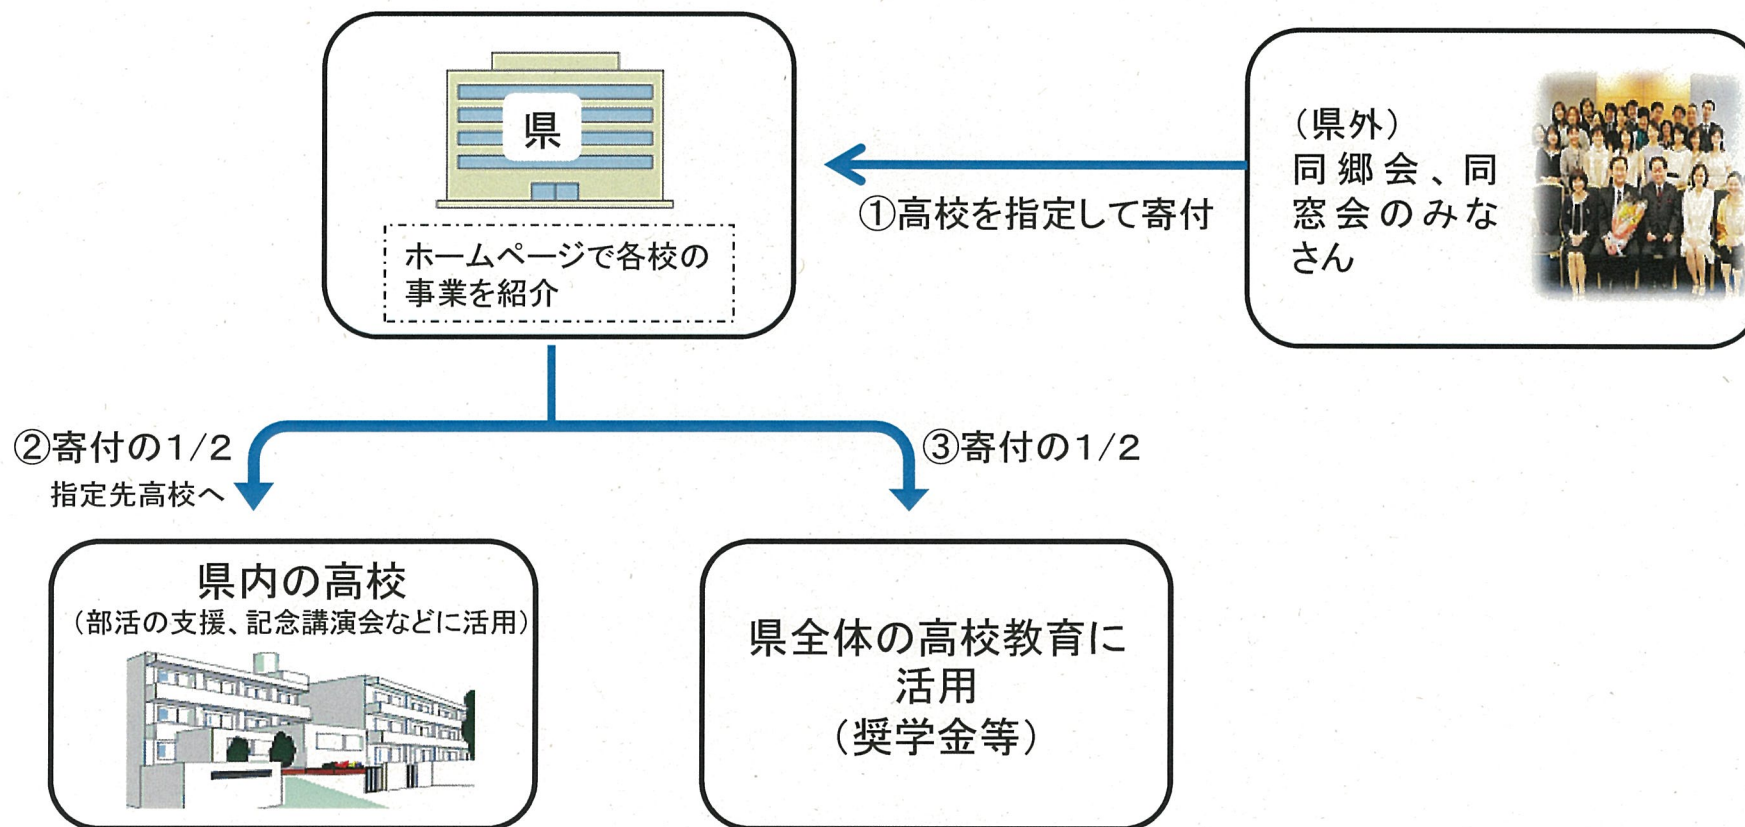 県
ホームページで各校の
事業を紹介
①高校を指定して寄付
（県外）
同郷会、同
窓会のみな
さん
②寄付の１/２
指定先高校へ
③寄付の１/２
県内の高校
（部活の支援、記念講演会などに活用）
県全体の高校教育に
活用
（奨学金等）